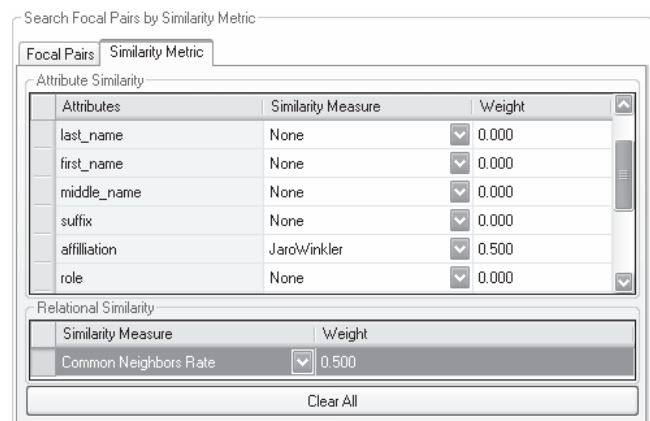 Search Focal Pairs by Similarity Metric
Focal Pairs Similarity Metric
Attribute Similarity
Attributes Similarity Measure Weight
last_name None 0.000
first_name None 0.000
middle_name None 0.000
suffix None 0.000
affilliation JaroWinkler 0.500
role None 0.000
Relational Similarity
Similarity Measure Weight
Common Neighbors Rate 0.500
Clear All